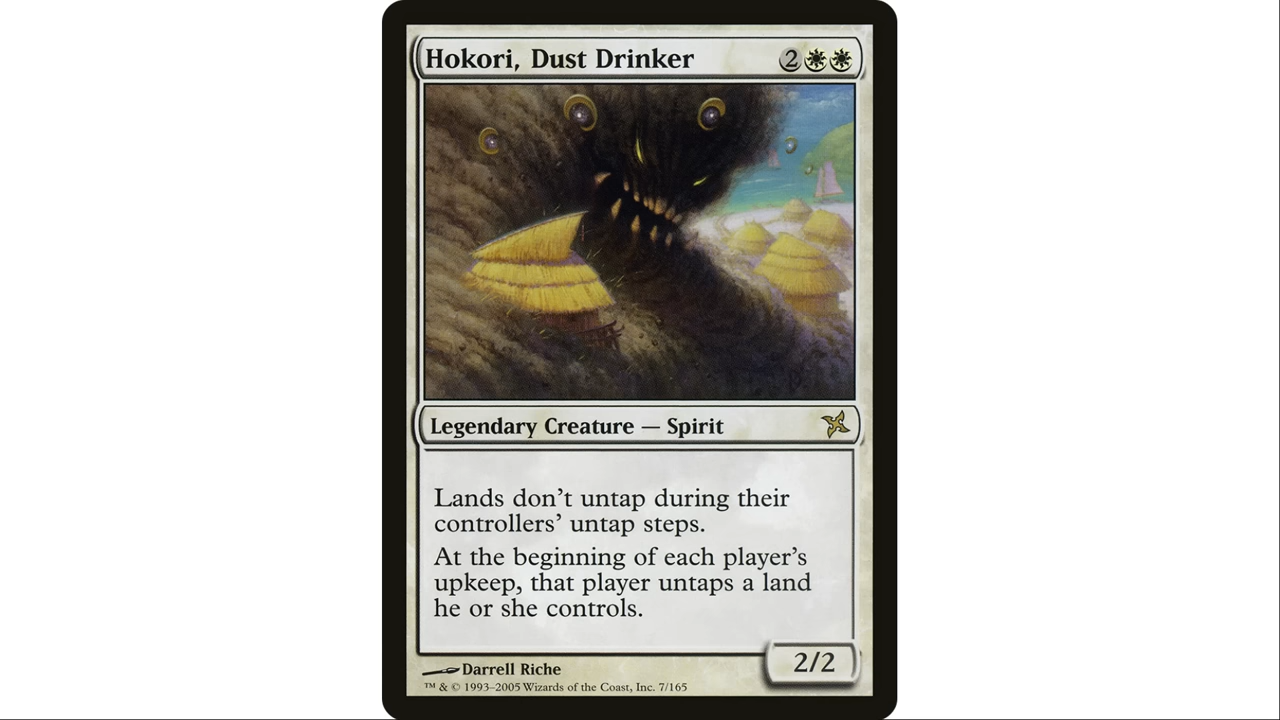 Hokori, Dust Drinker 2
Legendary Creature — Spirit
Lands don't untap during their
controllers' untap steps.
At the beginning of each player's
upkeep, that player untaps a land
he or she controls.
2/2
Darrell Riche
™ & © 1993–2005 Wizards of the Coast, Inc. 7/165